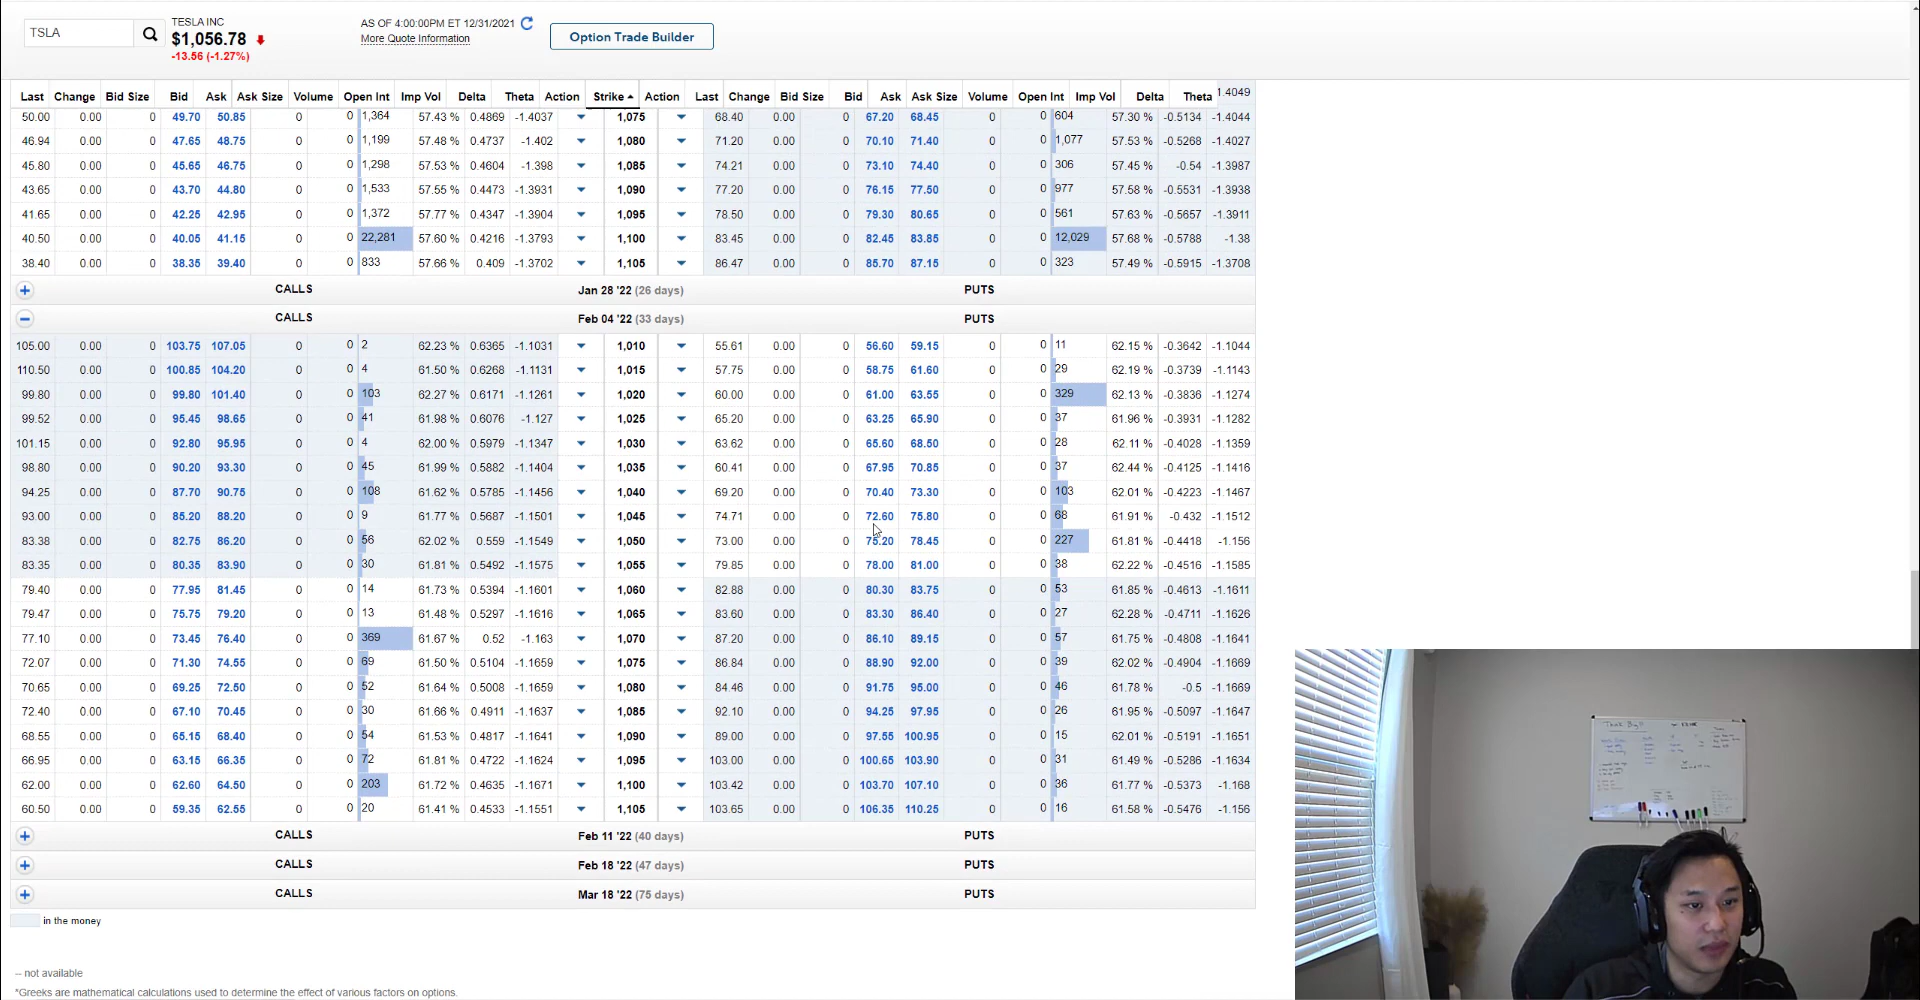 TSLA
TESLA INC
$1,056.78
-13.56 (-1.27%)
AS OF 4:00:00PM ET 12/31/2021
More Quote Information
Option Trade Builder
Last Change Bid Size Bid Ask Ask Size Volume Open Int Imp Vol Delta Theta Action Strike Action Last Change Bid Size Bid Ask Ask Size Volume Open Int Imp Vol Delta Theta 1.4049
50.00 0.00 0 49.70 50.85 0 0 1,364 57.43 % 0.4869 -1.4037 1,075 68.40 0.00 0 67.20 68.45 0 0 604 57.30 % -0.5134 -1.4044
46.94 0.00 0 47.65 48.75 0 0 1,199 57.48 % 0.4737 -1.402 1,080 71.20 0.00 0 70.10 71.40 0 0 1,077 57.53 % -0.5268 -1.4027
45.80 0.00 0 45.65 46.75 0 0 1,298 57.53 % 0.4604 -1.398 1,085 74.21 0.00 0 73.10 74.40 0 0 306 57.45 % -0.54 -1.3987
43.65 0.00 0 43.70 44.80 0 0 1,533 57.55 % 0.4473 -1.3931 1,090 77.20 0.00 0 76.15 77.50 0 0 977 57.58 % -0.5531 -1.3938
41.65 0.00 0 42.25 42.95 0 0 1,372 57.77 % 0.4347 -1.3904 1,095 78.50 0.00 0 79.30 80.65 0 0 561 57.63 % -0.5657 -1.3911
40.50 0.00 0 40.05 41.15 0 0 22,281 57.60 % 0.4216 -1.3793 1,100 83.45 0.00 0 82.45 83.85 0 0 12,029 57.68 % -0.5788 -1.38
38.40 0.00 0 38.35 39.40 0 0 833 57.66 % 0.409 -1.3702 1,105 86.47 0.00 0 85.70 87.15 0 0 323 57.49 % -0.5915 -1.3708
CALLS Jan 28 '22 (26 days) PUTS
CALLS Feb 04 '22 (33 days) PUTS
105.00 0.00 0 103.75 107.05 0 0 2 62.23 % 0.6365 -1.1031 1,010 55.61 0.00 0 56.60 59.15 0 0 11 62.15 % -0.3642 -1.1044
110.50 0.00 0 100.85 104.20 0 0 4 61.50 % 0.6268 -1.1131 1,015 57.75 0.00 0 58.75 61.60 0 0 29 62.19 % -0.3739 -1.1143
99.80 0.00 0 99.80 101.40 0 0 103 62.27 % 0.6171 -1.1261 1,020 60.00 0.00 0 61.00 63.55 0 0 329 62.13 % -0.3836 -1.1274
99.52 0.00 0 95.45 98.65 0 0 41 61.98 % 0.6076 -1.127 1,025 65.20 0.00 0 63.25 65.90 0 0 37 61.96 % -0.3931 -1.1282
101.15 0.00 0 92.80 95.95 0 0 4 62.00 % 0.5979 -1.1347 1,030 63.62 0.00 0 65.60 68.50 0 0 28 62.11 % -0.4028 -1.1359
98.80 0.00 0 90.20 93.30 0 0 45 61.99 % 0.5882 -1.1404 1,035 60.41 0.00 0 67.95 70.85 0 0 37 62.44 % -0.4125 -1.1416
94.25 0.00 0 87.70 90.75 0 0 108 61.62 % 0.5785 -1.1456 1,040 69.20 0.00 0 70.40 73.30 0 0 103 62.01 % -0.4223 -1.1467
93.00 0.00 0 85.20 88.20 0 0 9 61.77 % 0.5687 -1.1501 1,045 74.71 0.00 0 72.60 75.80 0 0 68 61.91 % -0.432 -1.1512
83.38 0.00 0 82.75 86.20 0 0 56 62.02 % 0.559 -1.1549 1,050 73.00 0.00 0 75.20 78.45 0 0 227 61.81 % -0.4418 -1.156
83.35 0.00 0 80.35 83.90 0 0 30 61.81 % 0.5492 -1.1575 1,055 79.85 0.00 0 78.00 81.00 0 0 38 62.22 % -0.4516 -1.1585
79.40 0.00 0 77.95 81.45 0 0 14 61.73 % 0.5394 -1.1601 1,060 82.88 0.00 0 80.30 83.75 0 0 53 61.85 % -0.4613 -1.1611
79.47 0.00 0 75.75 79.20 0 0 13 61.48 % 0.5297 -1.1616 1,065 83.60 0.00 0 83.30 86.40 0 0 27 62.28 % -0.4711 -1.1626
77.10 0.00 0 73.45 76.40 0 0 369 61.67 % 0.52 -1.163 1,070 87.20 0.00 0 86.10 89.15 0 0 57 61.75 % -0.4808 -1.1641
72.07 0.00 0 71.30 74.55 0 0 69 61.50 % 0.5104 -1.1659 1,075 86.84 0.00 0 88.90 92.00 0 0 39 62.02 % -0.4904 -1.1669
70.65 0.00 0 69.25 72.50 0 0 52 61.64 % 0.5008 -1.1659 1,080 84.46 0.00 0 91.75 95.00 0 0 46 61.78 % -0.5 -1.1669
72.40 0.00 0 67.10 70.45 0 0 30 61.66 % 0.4911 -1.1637 1,085 92.10 0.00 0 94.25 97.95 0 0 26 61.95 % -0.5097 -1.1647
68.55 0.00 0 65.15 68.40 0 0 54 61.53 % 0.4817 -1.1641 1,090 89.00 0.00 0 97.55 100.95 0 0 15 62.01 % -0.5191 -1.1651
66.95 0.00 0 63.15 66.35 0 0 72 61.81 % 0.4722 -1.1624 1,095 103.00 0.00 0 100.65 103.90 0 0 31 61.49 % -0.5286 -1.1634
62.00 0.00 0 62.60 64.50 0 0 203 61.72 % 0.4635 -1.1671 1,100 103.42 0.00 0 103.70 107.10 0 0 36 61.77 % -0.5373 -1.168
60.50 0.00 0 59.35 62.55 0 0 20 61.41 % 0.4533 -1.1551 1,105 103.65 0.00 0 106.35 110.25 0 0 16 61.58 % -0.5476 -1.156
CALLS Feb 11 '22 (40 days) PUTS
CALLS Feb 18 '22 (47 days) PUTS
CALLS Mar 18 '22 (75 days) PUTS
in the money
-- not available
*Greeks are mathematical calculations used to determine the effect of various factors on options.